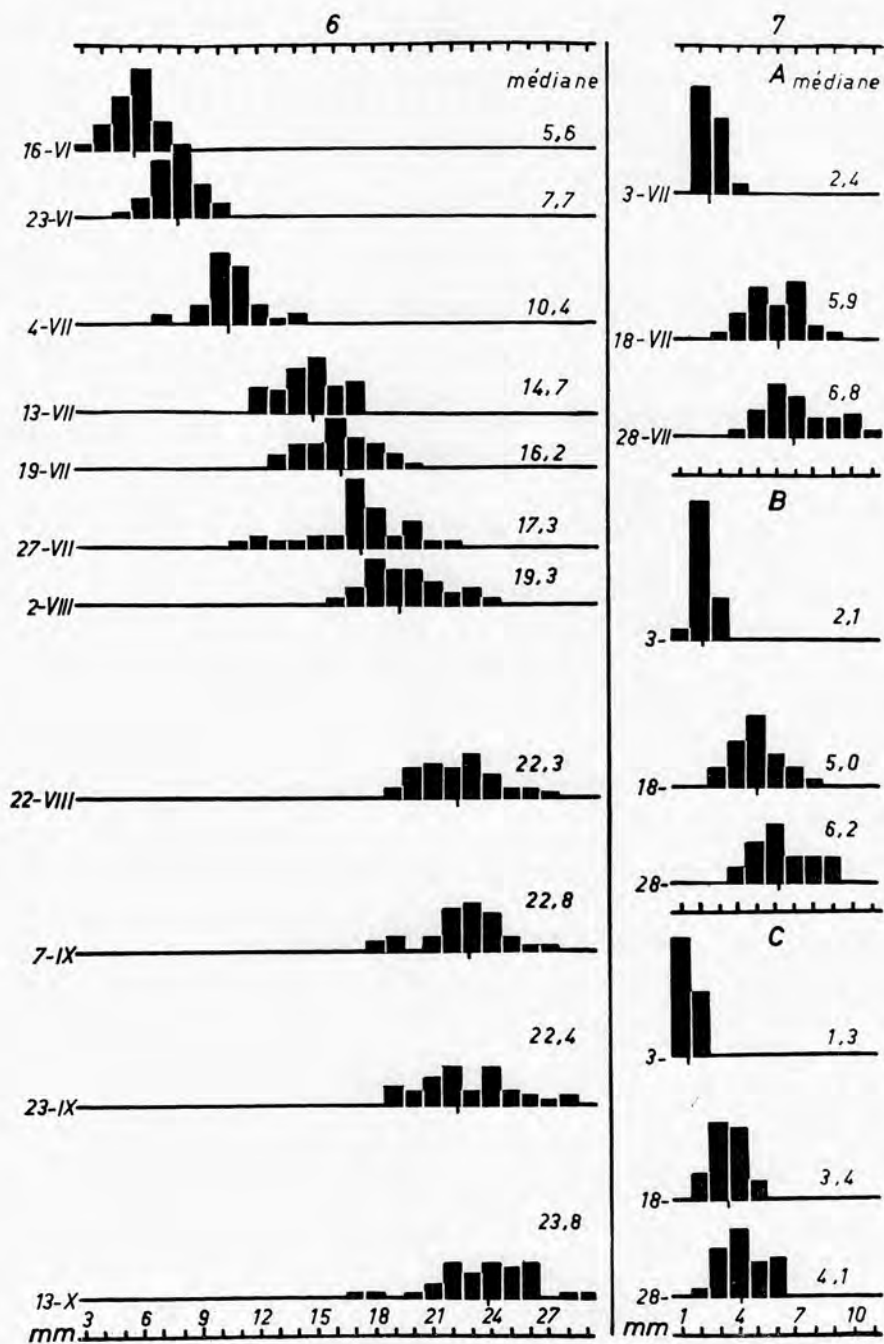 6
médiane
16-VI 5,6
23-VI 7,7
4-VII 10,4
13-VII 14,7
19-VII 16,2
27-VII 17,3
2-VIII 19,3
22-VIII 22,3
7-IX 22,8
23-IX 22,4
13-X 23,8
mm 3 6 9 12 15 18 21 24 27
7
A médiane
3-VII 2,4
18-VII 5,9
28-VII 6,8
B
3- 2,1
18- 5,0
28- 6,2
C
3- 1,3
18- 3,4
28- 4,1
mm 1 4 7 10